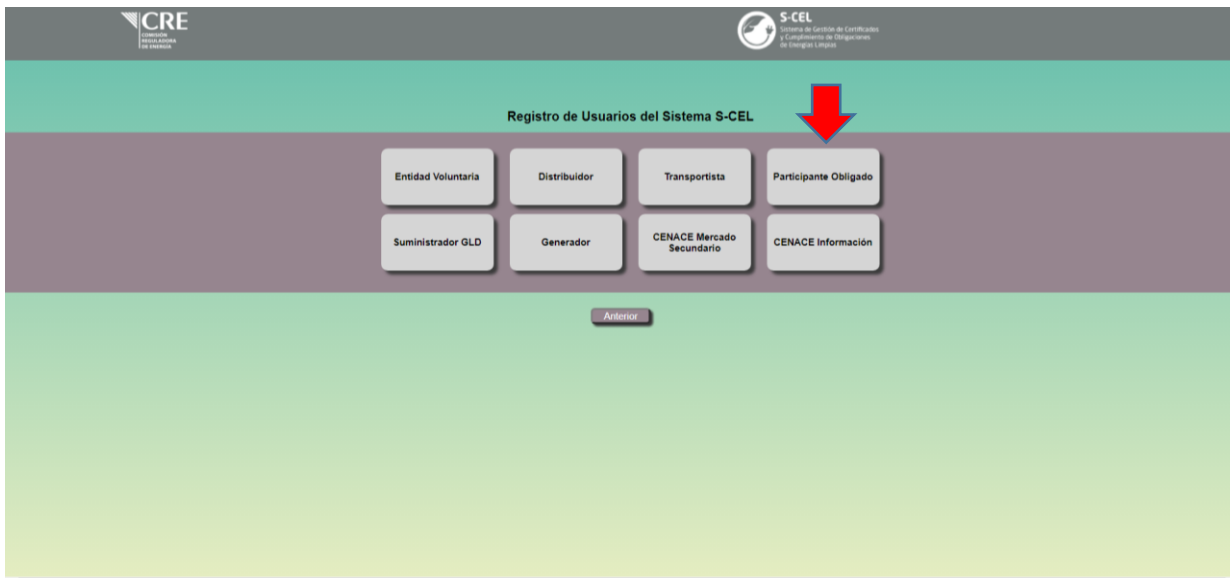 CRE
COMISIÓN
REGULADORA
DE ENERGÍA
S-CEL
Sistema de Gestión de Certificados
y Cumplimiento de Obligaciones
de Energías Limpias
Registro de Usuarios del Sistema S-CEL
Entidad Voluntaria
Distribuidor
Transportista
Participante Obligado
Suministrador GLD
Generador
CENACE Mercado
Secundario
CENACE Información
Anterior